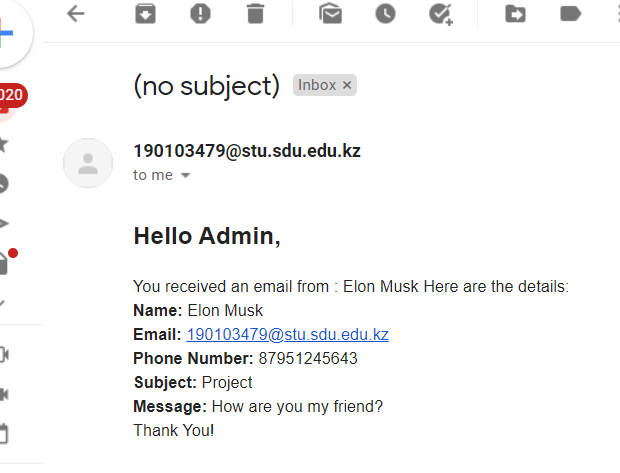 (no subject) Inbox ×
020
190103479@stu.sdu.edu.kz
to me
Hello Admin,
You received an email from : Elon Musk Here are the details:
Name: Elon Musk
Email: 190103479@stu.sdu.edu.kz
Phone Number: 87951245643
Subject: Project
Message: How are you my friend?
Thank You!